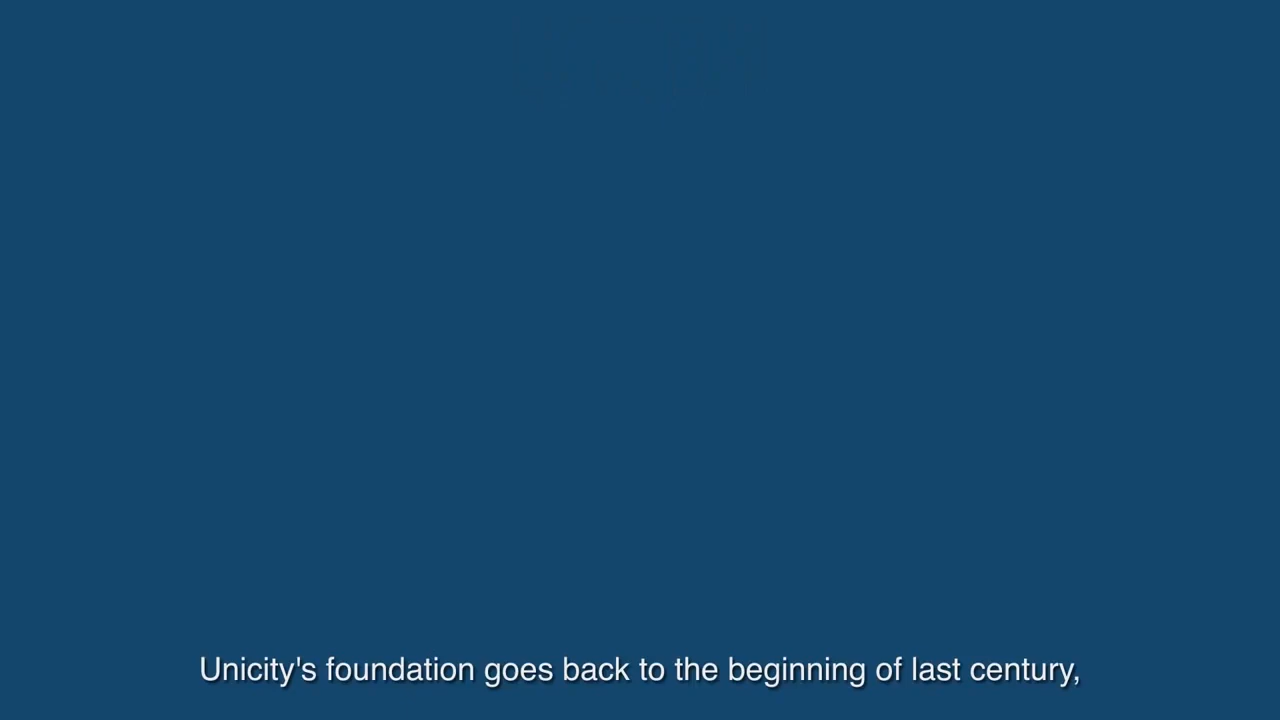 Unicity's foundation goes back to the beginning of last century,